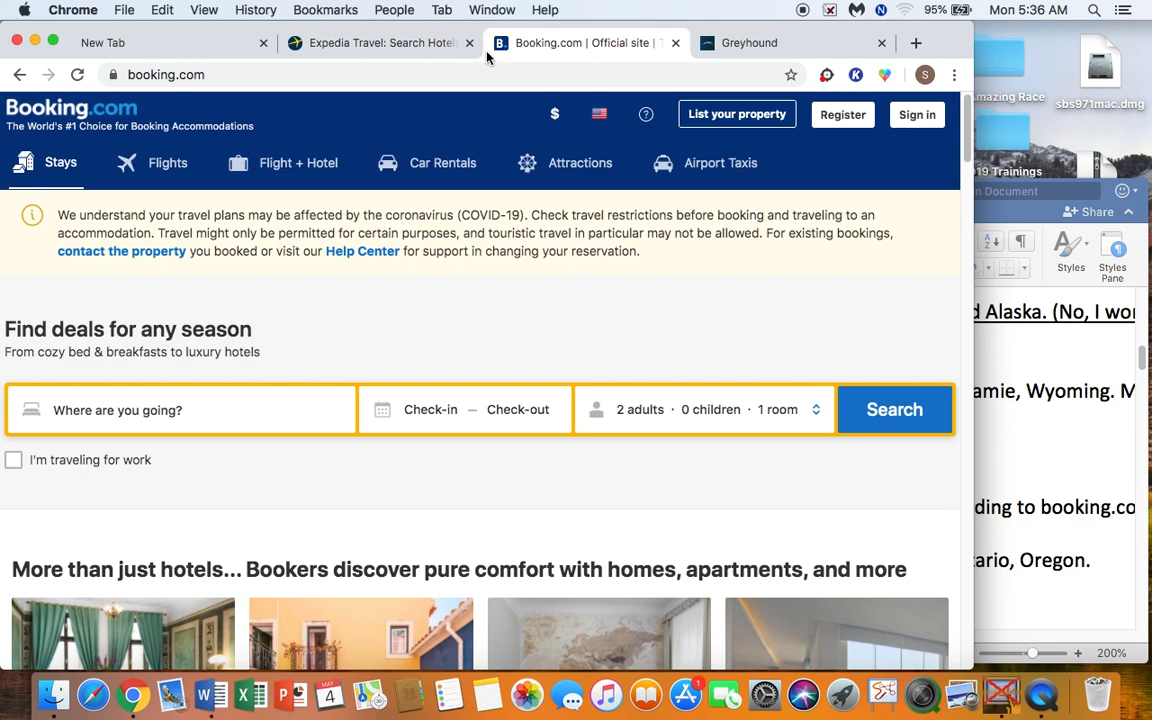 Chrome File Edit View History Bookmarks People Tab Window Help 95% Mon 5:36 AM
New Tab Expedia Travel: Search Hotels Booking.com | Official site | T Greyhound
booking.com S
Booking.com
The World's #1 Choice for Booking Accommodations
$ List your property Register Sign in
Stays Flights Flight + Hotel Car Rentals Attractions Airport Taxis
We understand your travel plans may be affected by the coronavirus (COVID-19). Check travel restrictions before booking and traveling to an
accommodation. Travel might only be permitted for certain purposes, and touristic travel in particular may not be allowed. For existing bookings,
contact the property you booked or visit our Help Center for support in changing your reservation.
Find deals for any season
From cozy bed & breakfasts to luxury hotels
Where are you going? Check-in — Check-out 2 adults · 0 children · 1 room Search
I'm traveling for work
More than just hotels... Bookers discover pure comfort with homes, apartments, and more
mazing Race
sbs971mac.dmg
19 Trainings
n Document
Share
Styles Styles
Pane
d Alaska. (No, I wo
amie, Wyoming. M
ding to booking.co
ario, Oregon.
200%
MAY
4
1